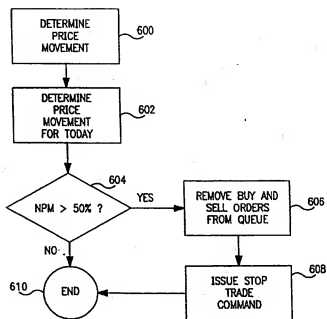 DETERMINE
PRICE
MOVEMENT
600
DETERMINE
PRICE
MOVEMENT
FOR TODAY
602
604
NPM > 50% ?
YES
REMOVE BUY AND
SELL ORDERS
FROM QUEUE
606
NO
610
END
ISSUE STOP
TRADE
COMMAND
608